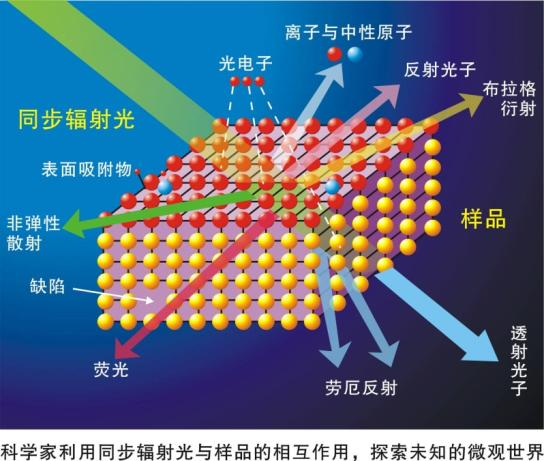 离子与中性原子
光电子
反射光子
布拉格
衍射
同步辐射光
表面吸附物
非弹性
散射
样品
缺陷
荧光
劳厄反射
透射光子
科学家利用同步辐射光与样品的相互作用，探索未知的微观世界